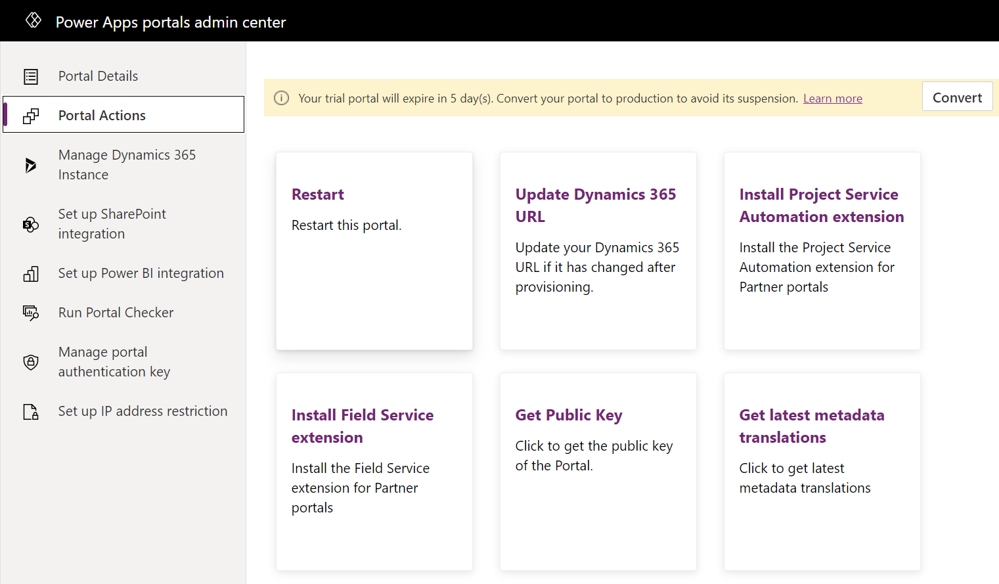 Power Apps portals admin center
Portal Details
Portal Actions
Manage Dynamics 365
Instance
Set up SharePoint
integration
Set up Power BI integration
Run Portal Checker
Manage portal
authentication key
Set up IP address restriction
Your trial portal will expire in 5 day(s). Convert your portal to production to avoid its suspension. Learn more
Convert
Restart
Restart this portal.
Update Dynamics 365
URL
Update your Dynamics 365
URL if it has changed after
provisioning.
Install Project Service
Automation extension
Install the Project Service
Automation extension for
Partner portals
Install Field Service
extension
Install the Field Service
extension for Partner
portals
Get Public Key
Click to get the public key
of the Portal.
Get latest metadata
translations
Click to get latest
metadata translations